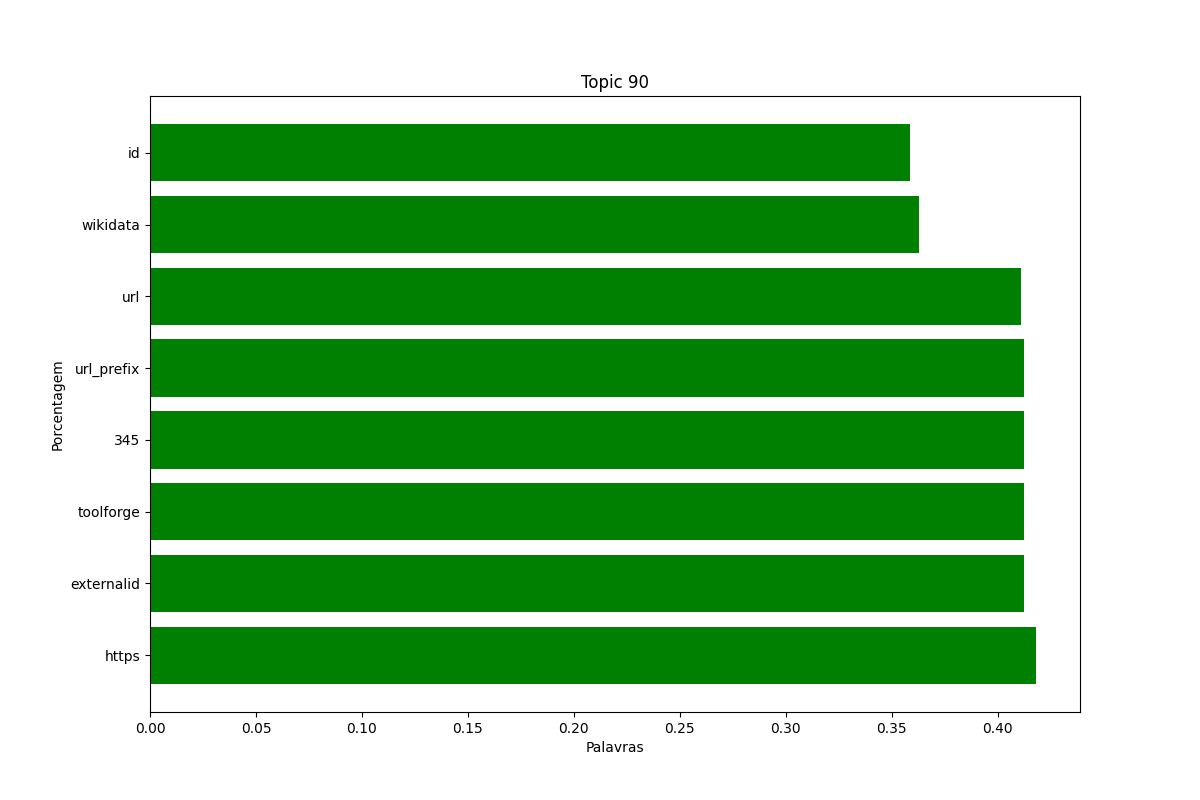 Topic 90
id
wikidata
url
url_prefix
345
toolforge
externalid
https
Porcentagem
0.00 0.05 0.10 0.15 0.20 0.25 0.30 0.35 0.40
Palavras